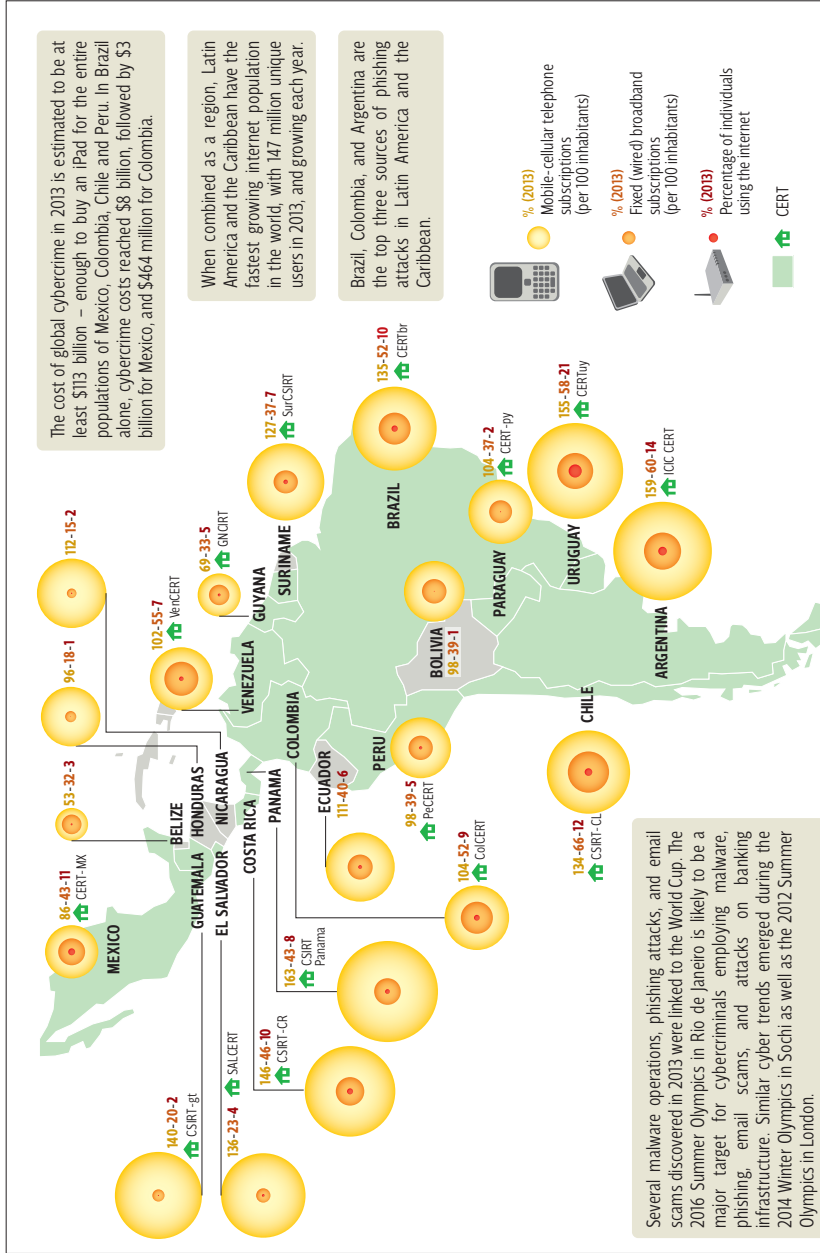 The cost of global cybercrime in 2013 is estimated to be at
least $113 billion – enough to buy an iPad for the entire
populations of Mexico, Colombia, Chile and Peru. In Brazil
alone, cybercrime costs reached $8 billion, followed by $3
billion for Mexico, and $464 million for Colombia.
When combined as a region, Latin
America and the Caribbean have the
fastest growing internet population
in the world, with 147 million unique
users in 2013, and growing each year.
Brazil, Colombia, and Argentina are
the top three sources of phishing
attacks in Latin America and the
Caribbean.
% (2013)
Mobile-cellular telephone
subscriptions
(per 100 inhabitants)
% (2013)
Fixed (wired) broadband
subscriptions
(per 100 inhabitants)
% (2013)
Percentage of individuals
using the internet
CERT
86-43-11
CERT-MX
MEXICO
53-32-3
BELIZE
96-18-1
HONDURAS
112-15-2
NICARAGUA
GUATEMALA
140-20-2
CSIRT-gt
EL SALVADOR
136-23-4
SALCERT
COSTA RICA
146-46-10
CSIRT-CR
PANAMA
163-43-8
CSIRT
Panama
102-55-7
VenCERT
VENEZUELA
69-33-5
GNCIRT
GUYANA
127-37-7
SurCSIRT
SURINAME
COLOMBIA
104-52-9
ColCERT
ECUADOR
111-40-6
PERU
98-39-5
PeCERT
BRAZIL
135-52-10
CERTbr
BOLIVIA
98-39-1
PARAGUAY
104-37-2
CERT-py
URUGUAY
155-58-21
CERTuy
CHILE
134-66-12
CSIRT-CL
ARGENTINA
159-60-14
ICIC CERT
Several malware operations, phishing attacks, and email
scams discovered in 2013 were linked to the World Cup. The
2016 Summer Olympics in Rio de Janeiro is likely to be a
major target for cybercriminals employing malware,
phishing, email scams, and attacks on banking
infrastructure. Similar cyber trends emerged during the
2014 Winter Olympics in Sochi as well as the 2012 Summer
Olympics in London.